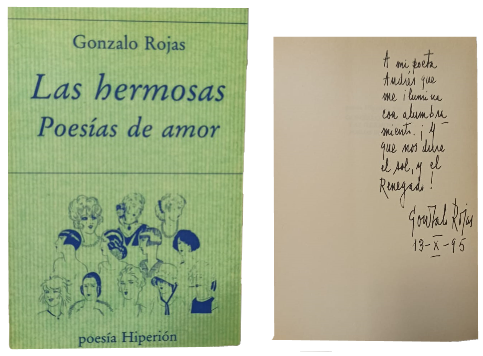 Gonzalo Rojas
Las hermosas
Poesías de amor
poesía Hiperión
A mi poeta
Andrés que
me ilumina
con alumbra
miento. ¡Y
que nos dure
el sol, y el
Renegado!
Gonzalo Rojas
13-X-95